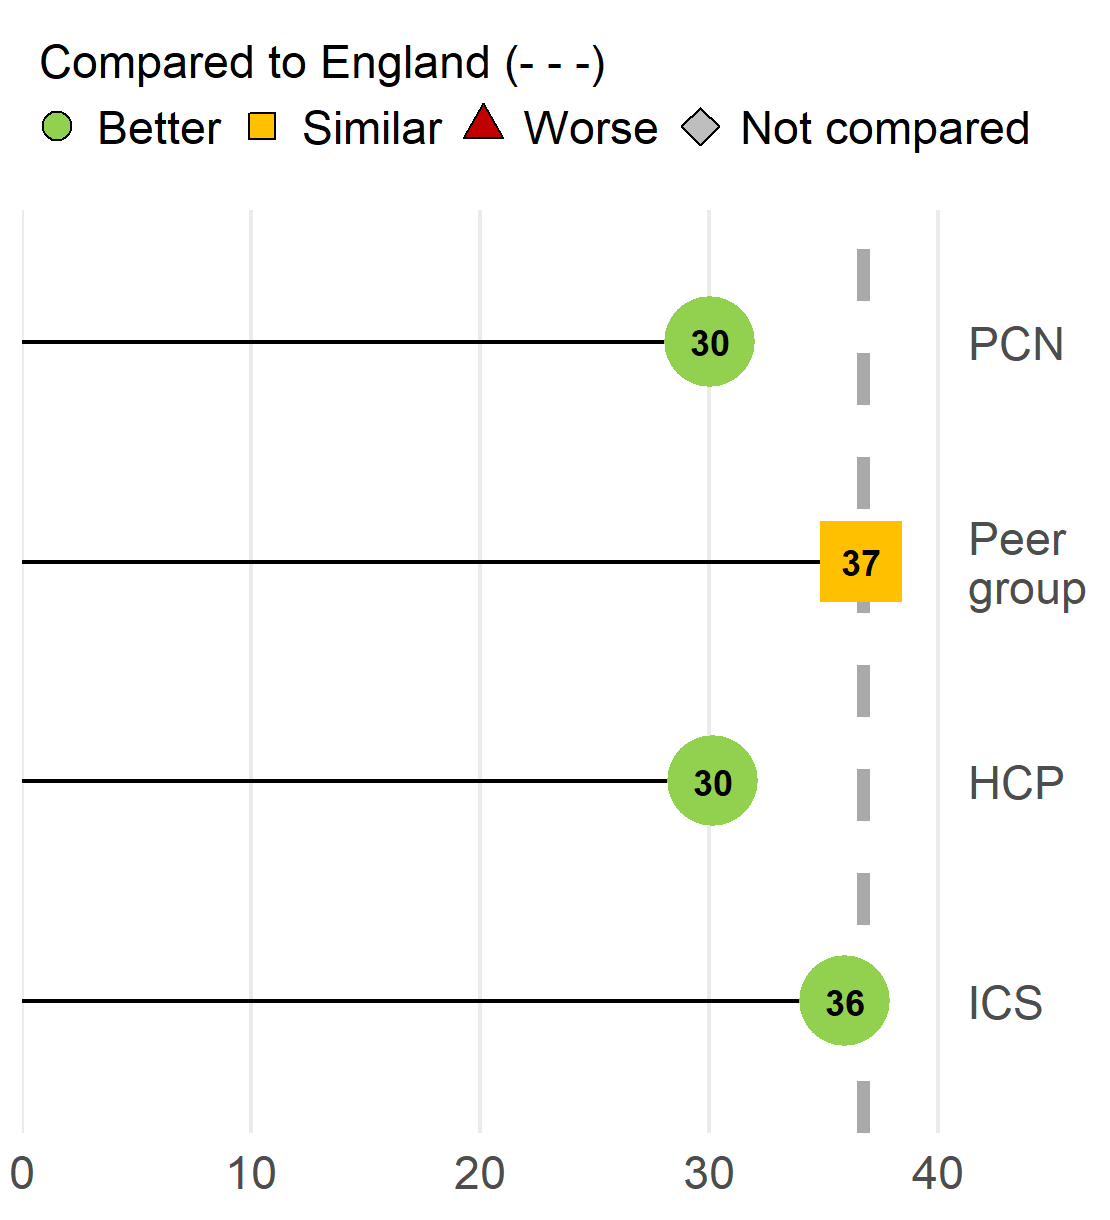 Compared to England (- - -)
Better Similar Worse Not compared
30 PCN
37 Peer
group
30 HCP
36 ICS
0 10 20 30 40